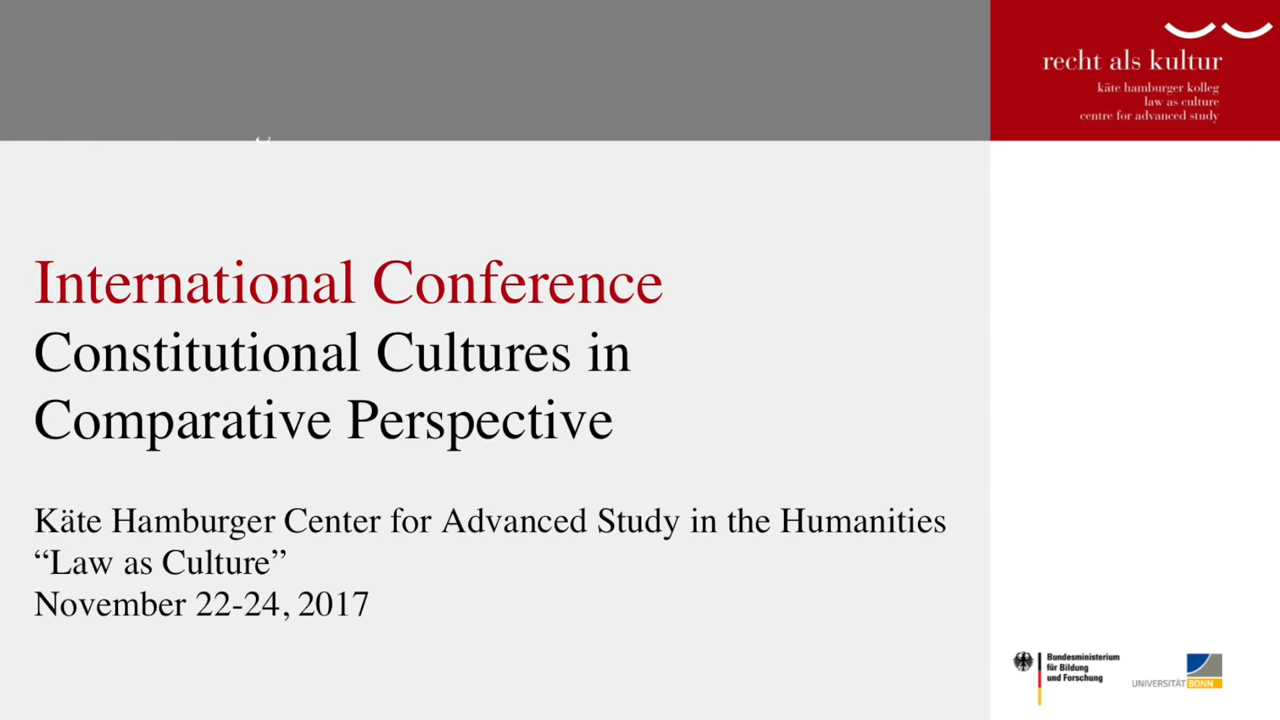 recht als kultur
käte hamburger kolleg
law as culture
centre for advanced study
International Conference
Constitutional Cultures in
Comparative Perspective
Käte Hamburger Center for Advanced Study in the Humanities
“Law as Culture”
November 22-24, 2017
Bundesministerium
für Bildung
und Forschung
UNIVERSITÄT BONN